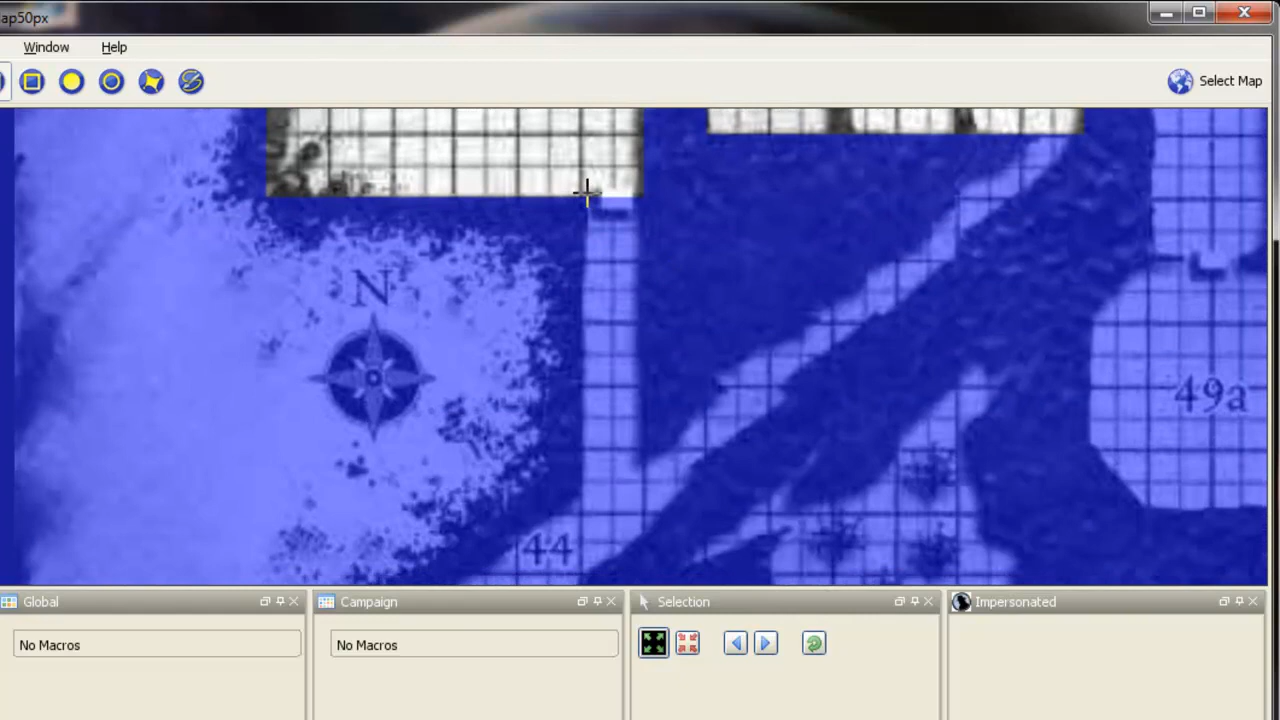 ap50px
Window Help
Select Map
N
49a
44
Global
Campaign
Selection
Impersonated
No Macros
No Macros